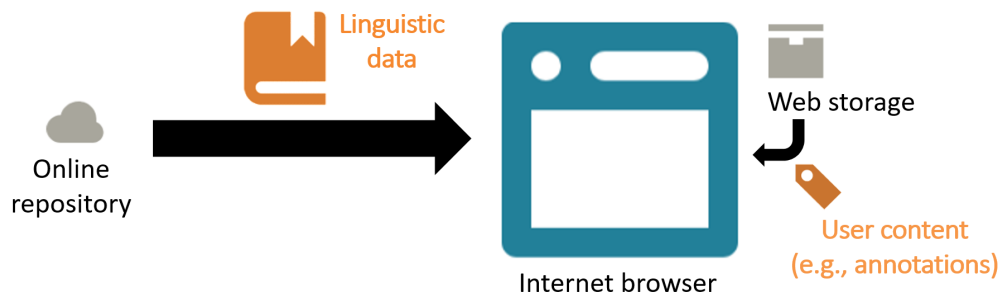 Linguistic
data
Online
repository
Internet browser
Web storage
User content
(e.g., annotations)